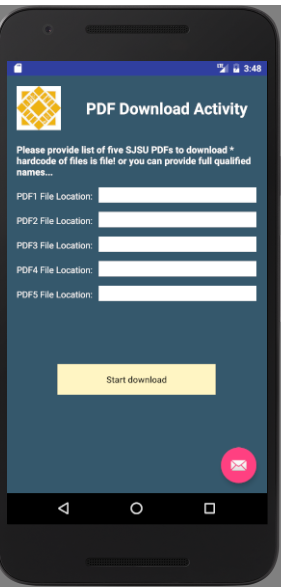 3:48
PDF Download Activity
Please provide list of five SJSU PDFs to download *
hardcode of files is file! or you can provide full qualified
names...
PDF1 File Location:
PDF2 File Location:
PDF3 File Location:
PDF4 File Location:
PDF5 File Location:
Start download